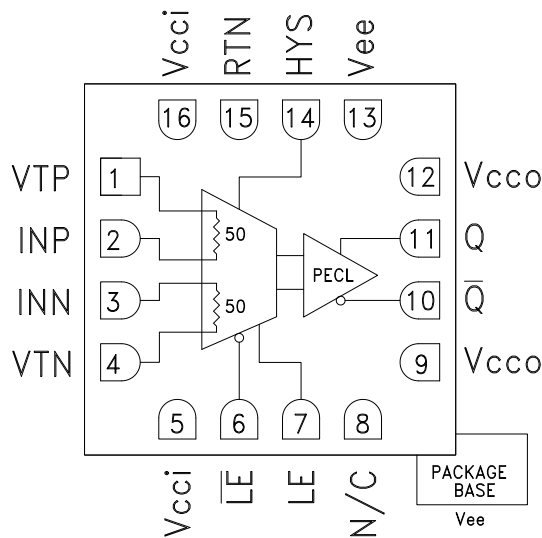 Vcci RTN HYS Vee
16 15 14 13
VTP 1 12 Vcco
INP 2 50 11 Q
PECL
INN 3 50 10 Q̅
VTN 4 9 Vcco
5 6 7 8
Vcci L̅E̅ LE N/C
PACKAGE
BASE
Vee